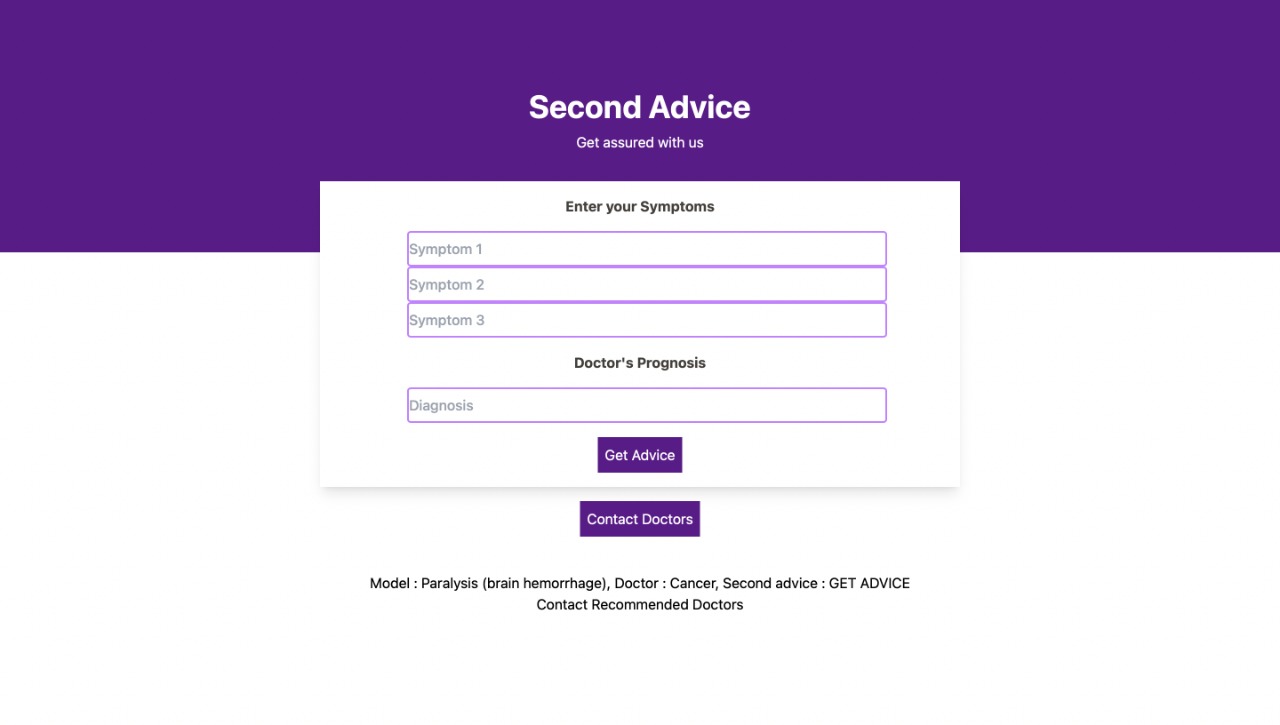 Second Advice
Get assured with us
Enter your Symptoms
Symptom 1
Symptom 2
Symptom 3
Doctor's Prognosis
Diagnosis
Get Advice
Contact Doctors
Model : Paralysis (brain hemorrhage), Doctor : Cancer, Second advice : GET ADVICE
Contact Recommended Doctors